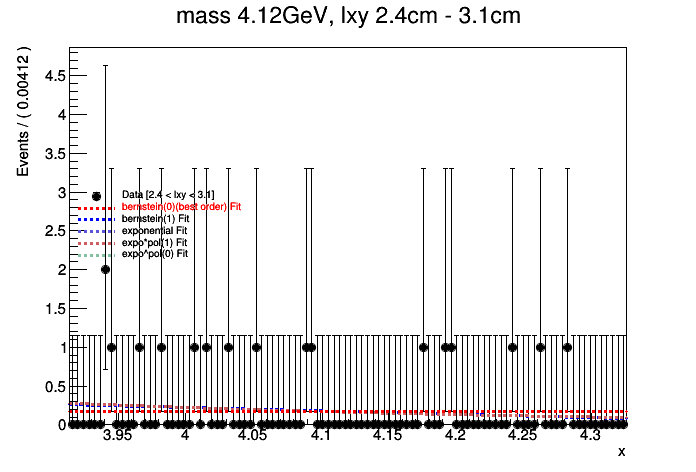 mass 4.12GeV, lxy 2.4cm - 3.1cm
Events / ( 0.00412 )
4.5
4
3.5
3
2.5
2
1.5
1
0.5
0
Data [2.4 < lxy < 3.1]
bernstein(0)(best order) Fit
bernstein(1) Fit
exponential Fit
expo*pol(1) Fit
expo^pol(0) Fit
3.95 4 4.05 4.1 4.15 4.2 4.25 4.3
x